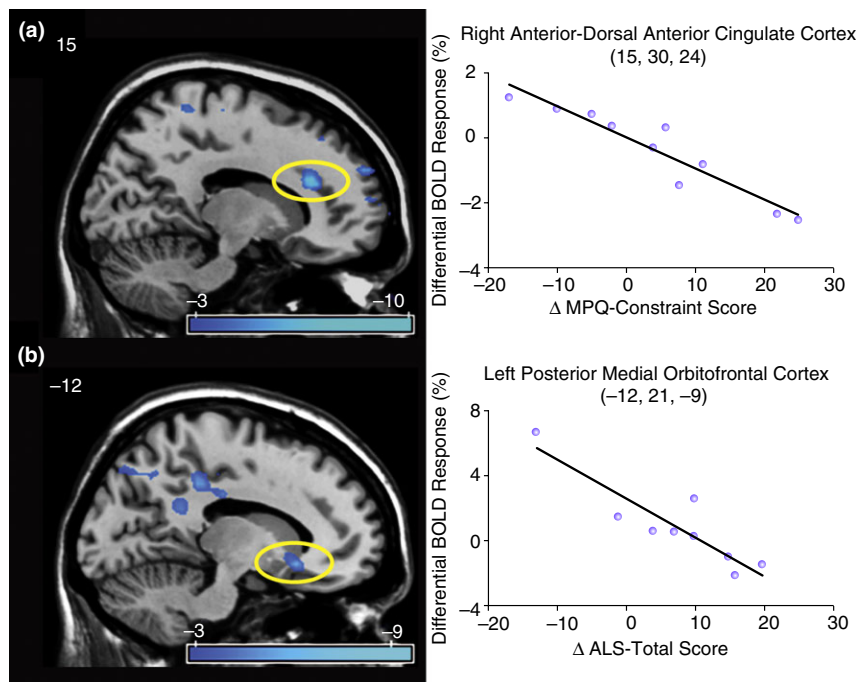 (a)
15
–3
–10
Right Anterior-Dorsal Anterior Cingulate Cortex
(15, 30, 24)
Differential BOLD Response (%)
2
0
–2
–4
–20
–10
0
10
20
30
Δ MPQ-Constraint Score
(b)
–12
–3
–9
Left Posterior Medial Orbitofrontal Cortex
(–12, 21, –9)
Differential BOLD Response (%)
8
4
0
–4
–20
–10
0
10
20
30
Δ ALS-Total Score